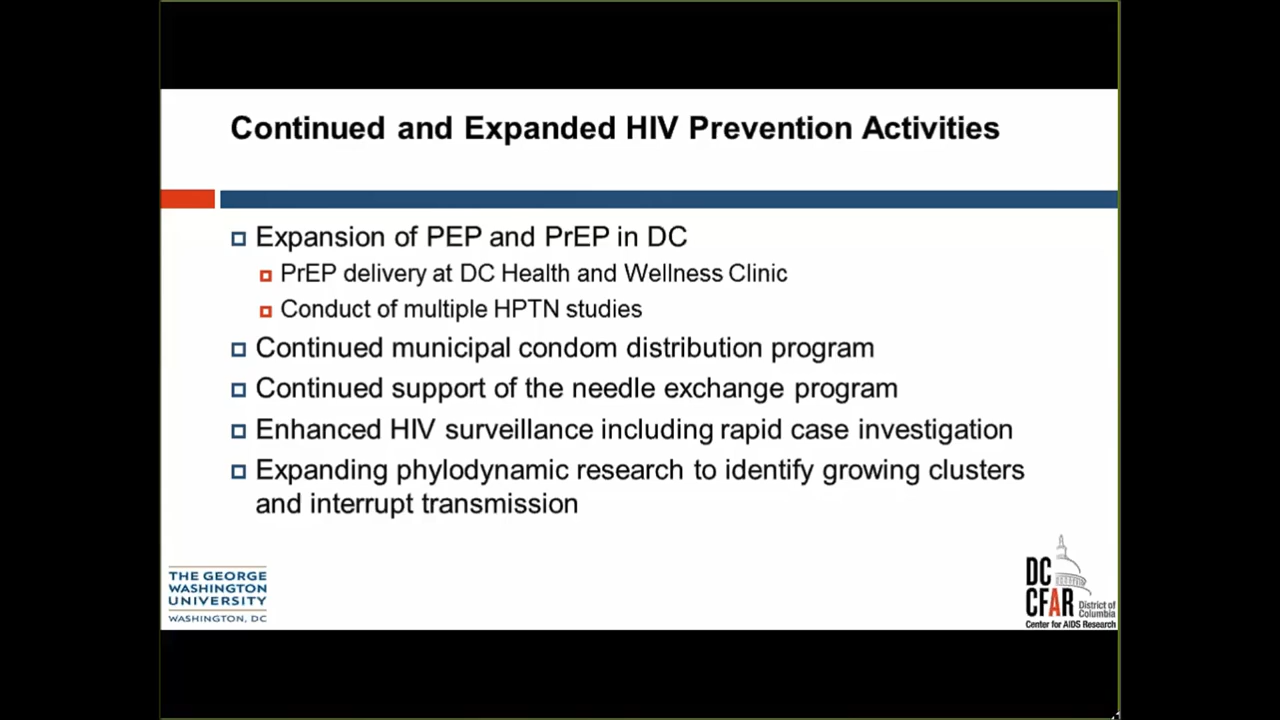 Continued and Expanded HIV Prevention Activities
Expansion of PEP and PrEP in DC
PrEP delivery at DC Health and Wellness Clinic
Conduct of multiple HPTN studies
Continued municipal condom distribution program
Continued support of the needle exchange program
Enhanced HIV surveillance including rapid case investigation
Expanding phylodynamic research to identify growing clusters
and interrupt transmission
THE GEORGE
WASHINGTON
UNIVERSITY
WASHINGTON, DC
DC
CFAR
District of
Columbia
Center for AIDS Research